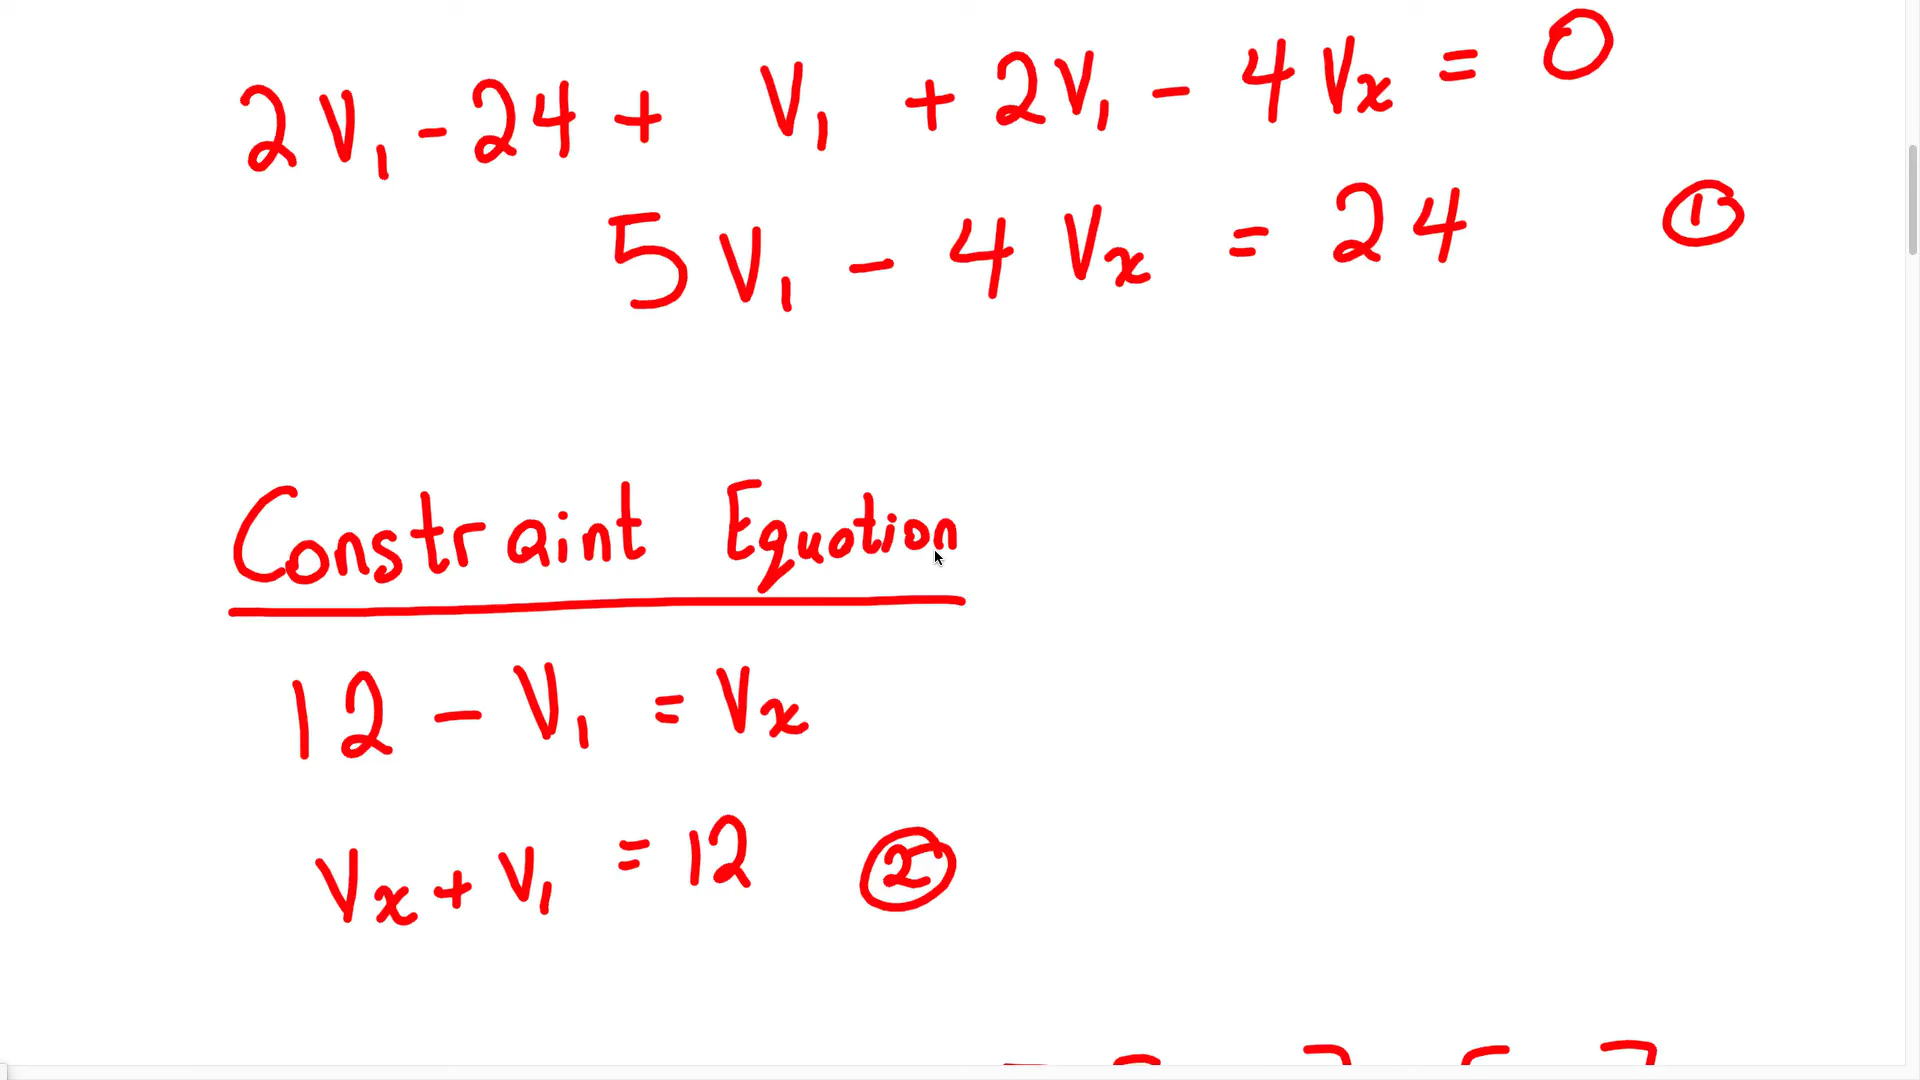 2V₁ - 24 + V₁ + 2V₁ - 4Vx = 0
5V₁ - 4Vx = 24 ①
Constraint Equation
12 - V₁ = Vx
Vx + V₁ = 12 ②